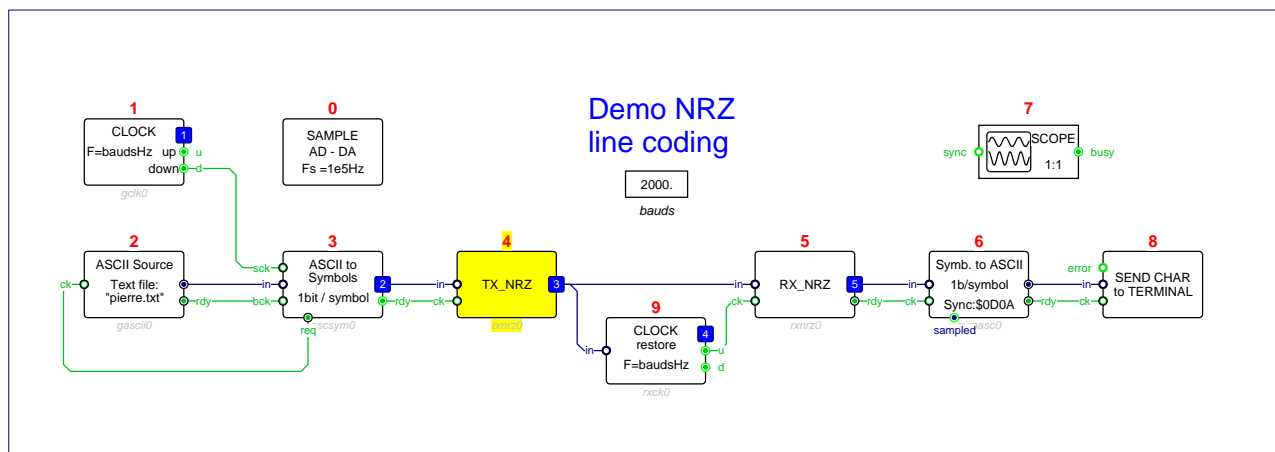 Demo NRZ
line coding
2000.
bauds
1
CLOCK
1
F=baudsHz
up
u
down
d
gclk0
0
SAMPLE
AD - DA
Fs =1e5Hz
7
sync
SCOPE
1:1
busy
2
ck
ASCII Source
Text file:
"pierre.txt"
rdy
gascii0
3
sck
ASCII to
Symbols
2
in
1bit / symbol
bck
rdy
req
4
TX_NRZ
3
in
ck
txnrz0
9
CLOCK
restore
4
in
u
F=baudsHz
d
rxck0
5
in
RX_NRZ
5
ck
rdy
rxnrz0
6
Symb. to ASCII
in
1b/symbol
ck
Sync:$0D0A
rdy
sampled
8
error
SEND CHAR
in
to TERMINAL
ck